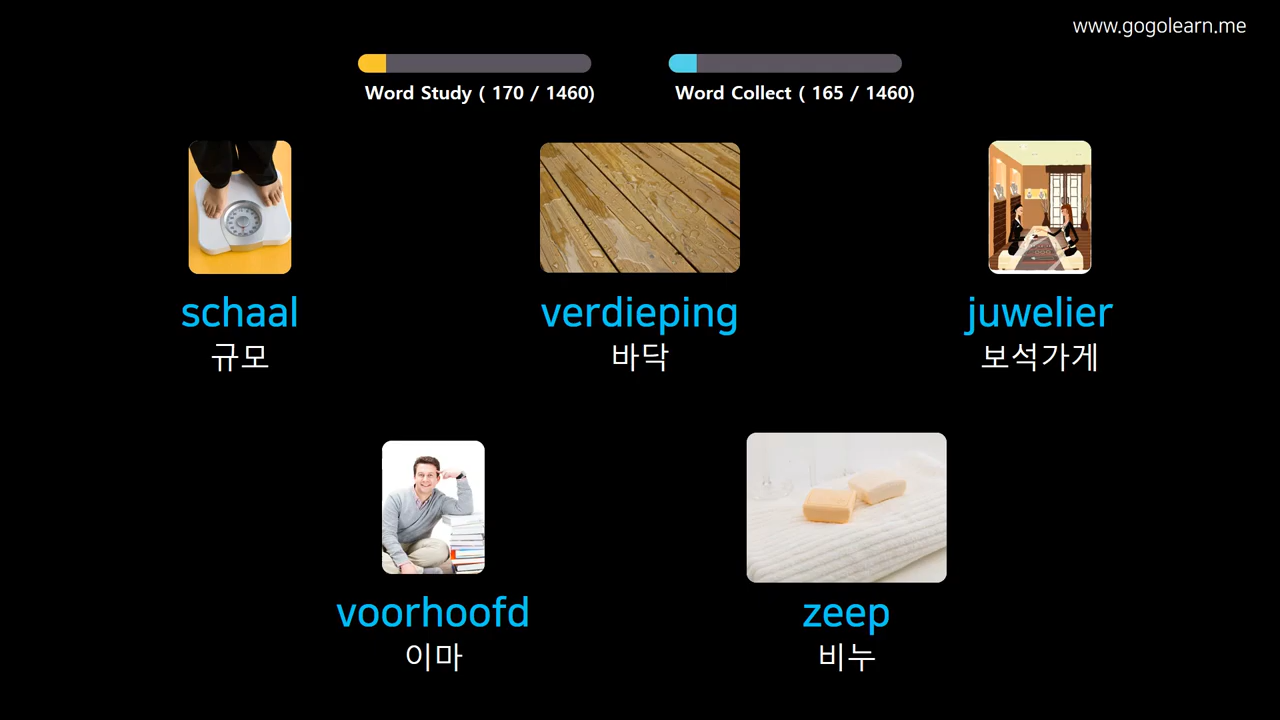 www.gogolearn.me
Word Study ( 170 / 1460)
Word Collect ( 165 / 1460)
schaal
규모
verdieping
바닥
juwelier
보석가게
voorhoofd
이마
zeep
비누